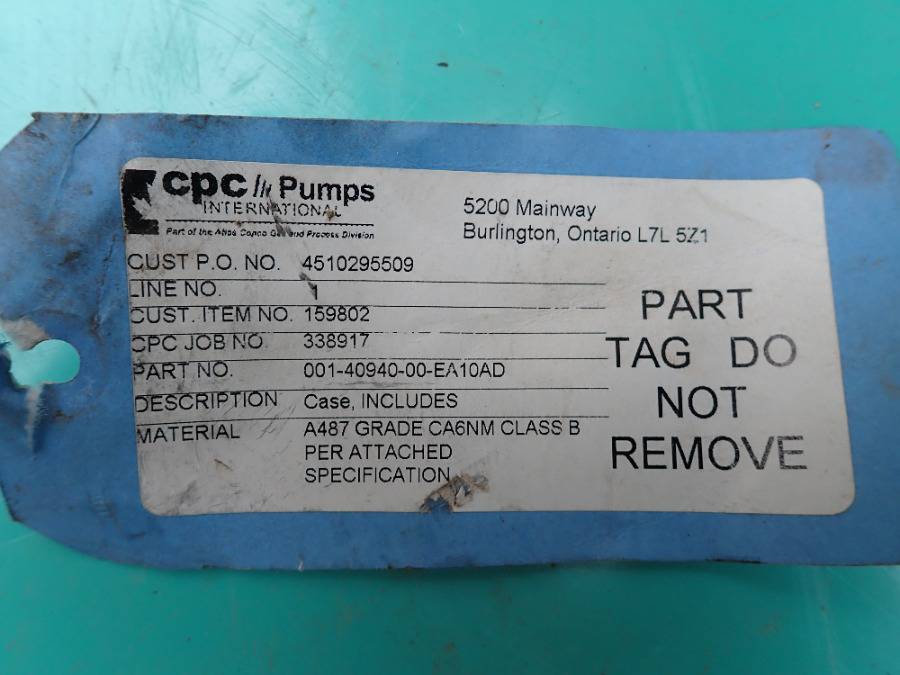 cpc Pumps
INTERNATIONAL
Part of the Atlas Copco Gas and Process Division
5200 Mainway
Burlington, Ontario L7L 5Z1
CUST P.O. NO. 4510295509
LINE NO. 1
CUST. ITEM NO. 159802
CPC JOB NO. 338917
PART NO. 001-40940-00-EA10AD
DESCRIPTION Case, INCLUDES
MATERIAL A487 GRADE CA6NM CLASS B
PER ATTACHED
SPECIFICATION
PART
TAG DO
NOT
REMOVE